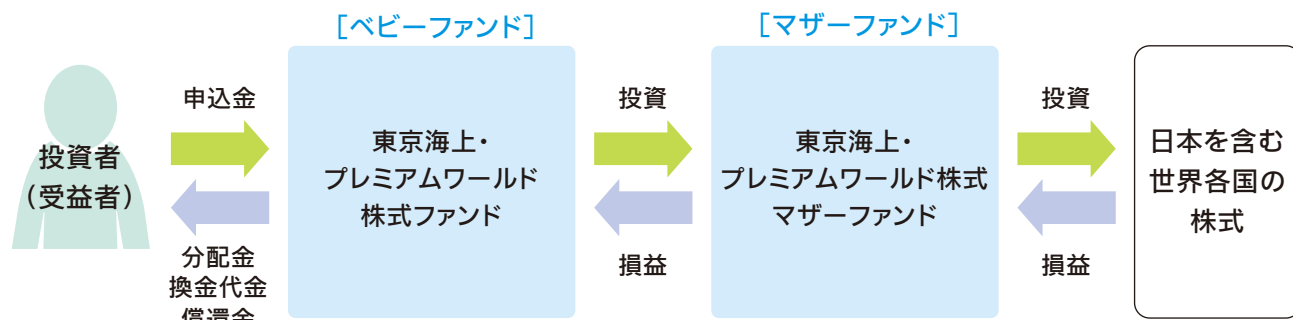 [ベビーファンド]
[マザーファンド]
投資者
(受益者)
申込金
分配金
換金代金
償還金
東京海上・
プレミアムワールド
株式ファンド
投資
損益
東京海上・
プレミアムワールド株式
マザーファンド
投資
損益
日本を含む
世界各国の
株式